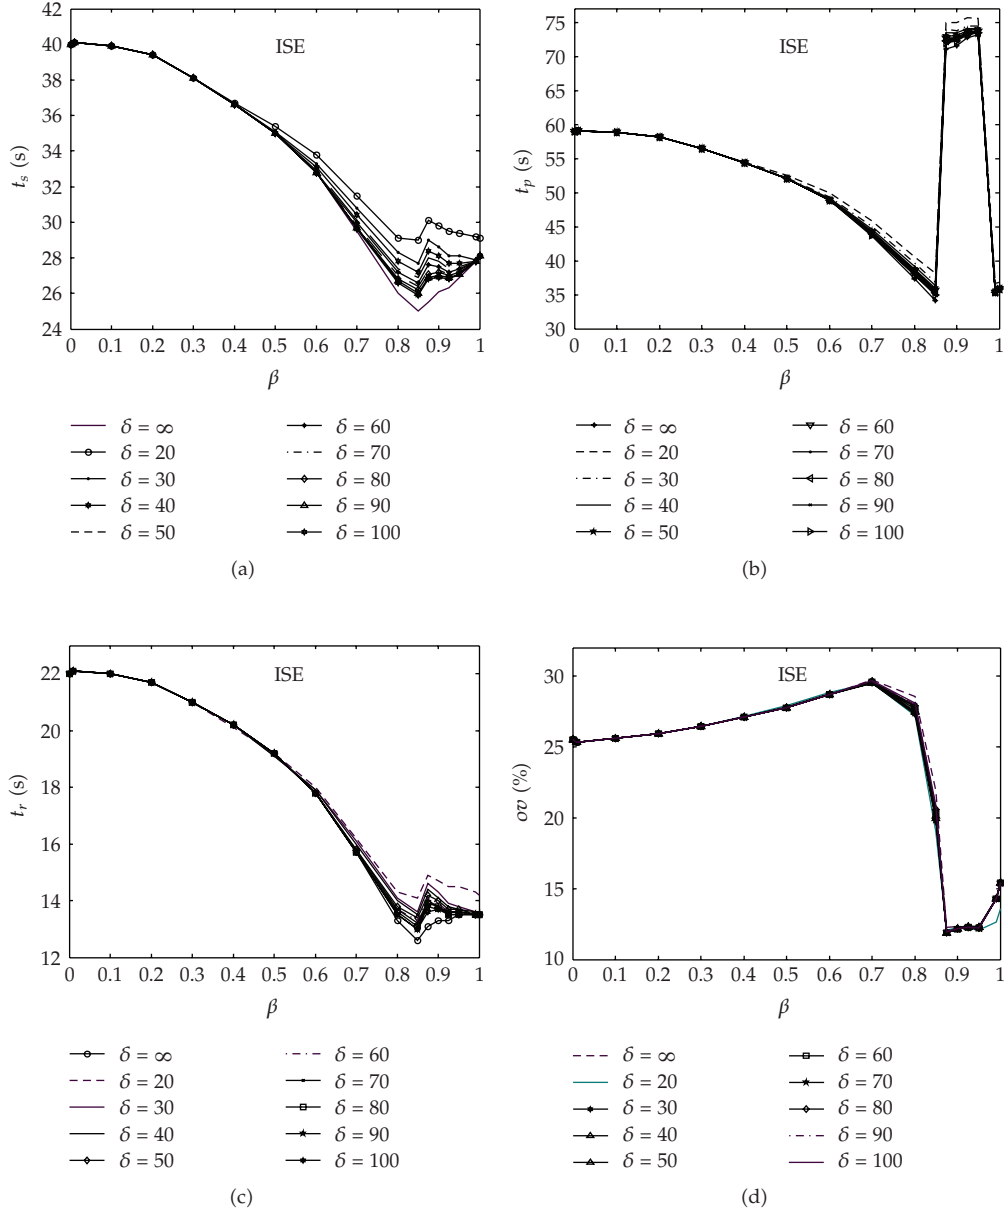 ISE
42
40
38
36
34
32
30
28
26
24
t_s (s)
0 0.1 0.2 0.3 0.4 0.5 0.6 0.7 0.8 0.9 1
β
δ = ∞
δ = 20
δ = 30
δ = 40
δ = 50
δ = 60
δ = 70
δ = 80
δ = 90
δ = 100
(a)
ISE
75
70
65
60
55
50
45
40
35
30
t_p (s)
0 0.1 0.2 0.3 0.4 0.5 0.6 0.7 0.8 0.9 1
β
δ = ∞
δ = 20
δ = 30
δ = 40
δ = 50
δ = 60
δ = 70
δ = 80
δ = 90
δ = 100
(b)
ISE
22
20
18
16
14
12
t_r (s)
0 0.1 0.2 0.3 0.4 0.5 0.6 0.7 0.8 0.9 1
β
δ = ∞
δ = 20
δ = 30
δ = 40
δ = 50
δ = 60
δ = 70
δ = 80
δ = 90
δ = 100
(c)
ISE
30
25
20
15
10
ov (%)
0 0.1 0.2 0.3 0.4 0.5 0.6 0.7 0.8 0.9 1
β
δ = ∞
δ = 20
δ = 30
δ = 40
δ = 50
δ = 60
δ = 70
δ = 80
δ = 90
δ = 100
(d)